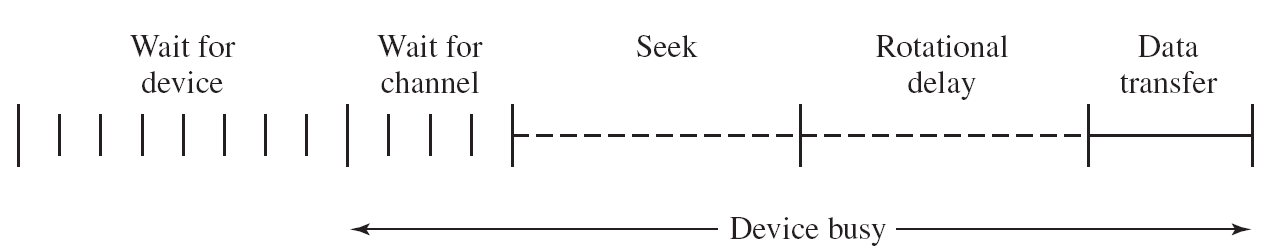 Wait for
device
Wait for
channel
Seek
Rotational
delay
Data
transfer
Device busy